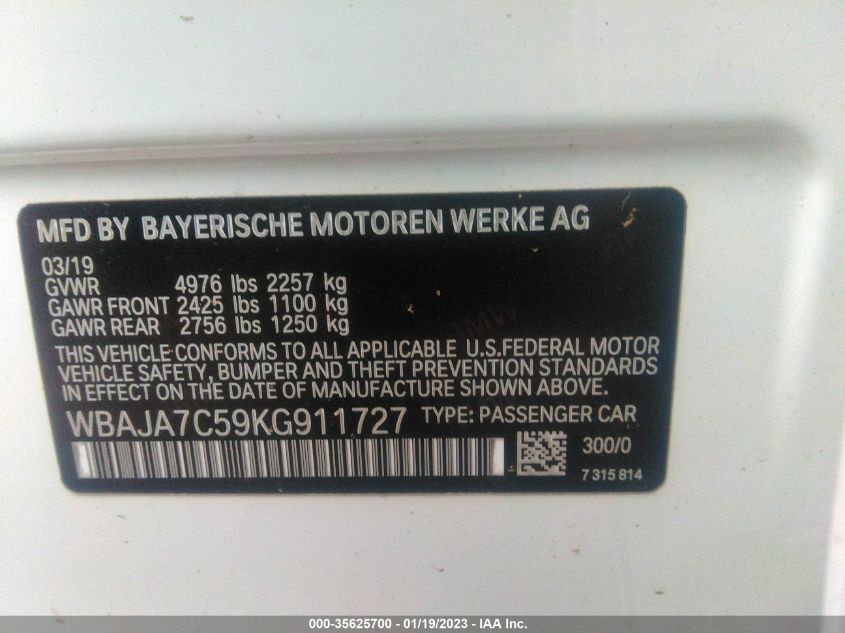 MFD BY BAYERISCHE MOTOREN WERKE AG
03/19
GVWR 4976 lbs 2257 kg
GAWR FRONT 2425 lbs 1100 kg
GAWR REAR 2756 lbs 1250 kg
THIS VEHICLE CONFORMS TO ALL APPLICABLE U.S.FEDERAL MOTOR
VEHICLE SAFETY, BUMPER AND THEFT PREVENTION STANDARDS
IN EFFECT ON THE DATE OF MANUFACTURE SHOWN ABOVE.
WBAJA7C59KG911727 TYPE: PASSENGER CAR
300/0
7 315 814
000-35625700 - 01/19/2023 - IAA Inc.